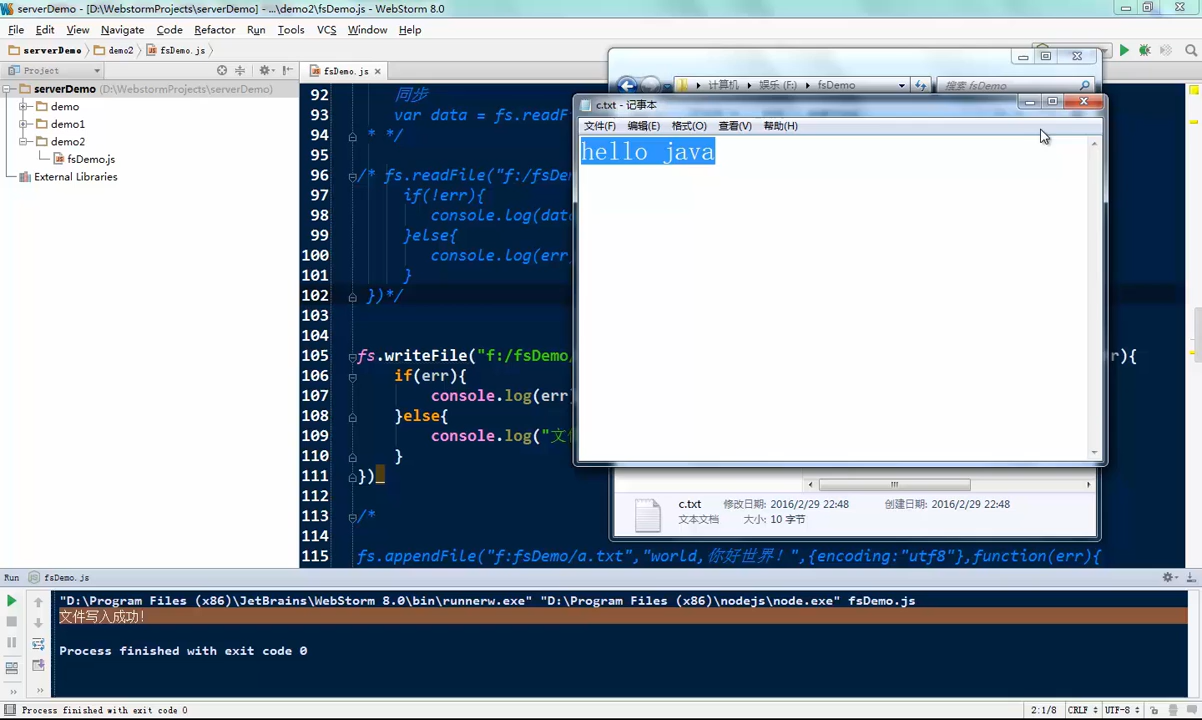 serverDemo - [D:\WebstormProjects\serverDemo] - ...\demo2\fsDemo.js - WebStorm 8.0
File Edit View Navigate Code Refactor Run Tools VCS Window Help
serverDemo demo2 fsDemo.js
Project
fsDemo.js
serverDemo (D:\WebstormProjects\serverDemo)
demo
demo1
demo2
fsDemo.js
External Libraries
92 同步
93 var data = fs.readF
94 * */
95
96 /* fs.readFile("f:/fsDem
97 if(!err){
98 console.log(dat
99 }else{
100 console.log(err
101 }
102 })*/
103
104
105 fs.writeFile("f:/fsDemo/ r){
106 if(err){
107 console.log(err
108 }else{
109 console.log("文
110 }
111 })
112
113 /*
114
115 fs.appendFile("f:fsDemo/a.txt","world,你好世界！",{encoding:"utf8"},function(err){
计算机 娱乐 (F:) fsDemo
搜索 fsDemo
c.txt - 记事本
文件(F) 编辑(E) 格式(O) 查看(V) 帮助(H)
hello java
c.txt 修改日期: 2016/2/29 22:48 创建日期: 2016/2/29 22:48
文本文档 大小: 10 字节
Run fsDemo.js
"D:\Program Files (x86)\JetBrains\WebStorm 8.0\bin\runnerw.exe" "D:\Program Files (x86)\nodejs\node.exe" fsDemo.js
文件写入成功!
Process finished with exit code 0
Process finished with exit code 0 2:1/8 CRLF UTF-8